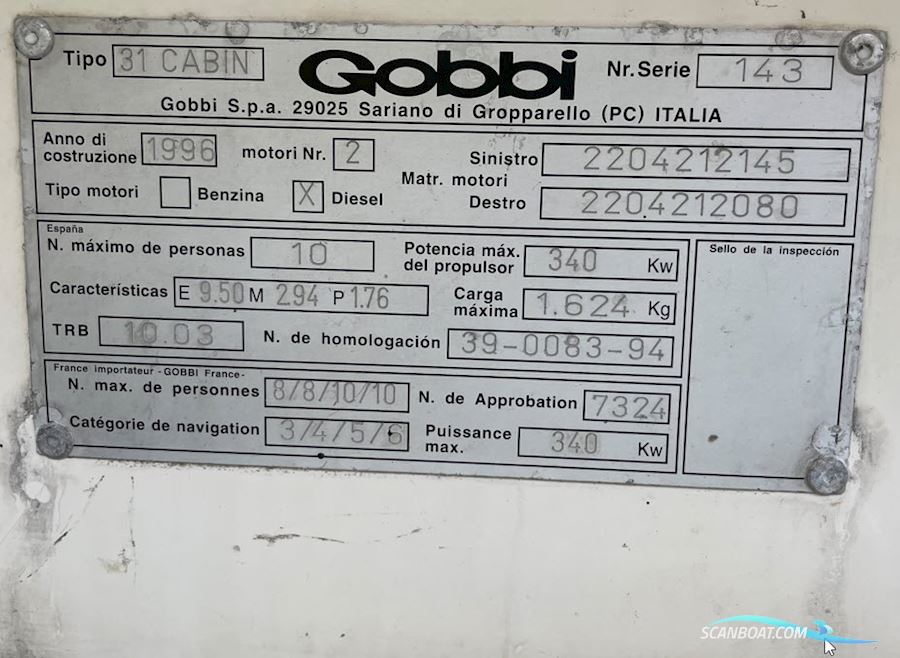 Tipo 31 CABIN Gobbi Nr. Serie 143
Gobbi S.p.a. 29025 Sariano di Gropparello (PC) ITALIA
Anno di costruzione 1996 motori Nr. 2
Tipo motori Benzina X Diesel
Matr. motori
Sinistro 2204212145
Destro 2204212080
España
N. máximo de personas 10 Potencia máx. del propulsor 340 Kw
Características E 9.50 M 2.94 P 1.76 Carga máxima 1.624 Kg
TRB 10.03 N. de homologación 39-0083-94
Sello de la inspección
France importateur - GOBBI France-
N. max. de personnes 8/8/10/10 N. de Approbation 7324
Catégorie de navigation 3/4/5/6 Puissance max. 340 Kw
SCANBOAT.COM